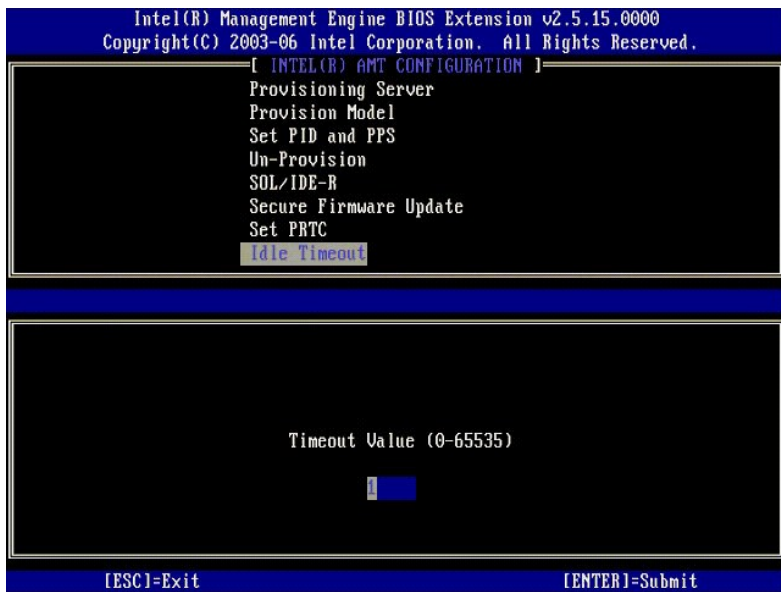 Intel(R) Management Engine BIOS Extension v2.5.15.0000
Copyright(C) 2003-06 Intel Corporation. All Rights Reserved.
[ INTEL(R) AMT CONFIGURATION ]
Provisioning Server
Provision Model
Set PID and PPS
Un-Provision
SOL/IDE-R
Secure Firmware Update
Set PRTC
Idle Timeout
Timeout Value (0-65535)
1
[ESC]=Exit [ENTER]=Submit